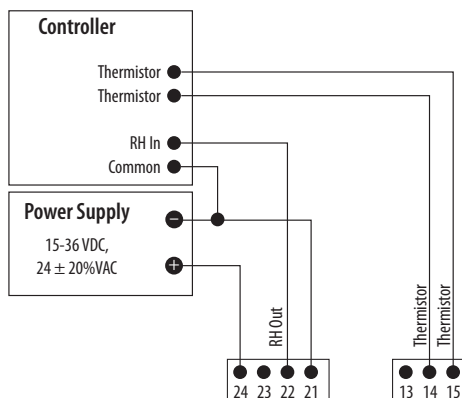 Controller
Thermistor
Thermistor
RH In
Common
Power Supply
15-36 VDC,
24 ± 20%VAC
−
+
RH Out
Thermistor
Thermistor
24 23 22 21
13 14 15